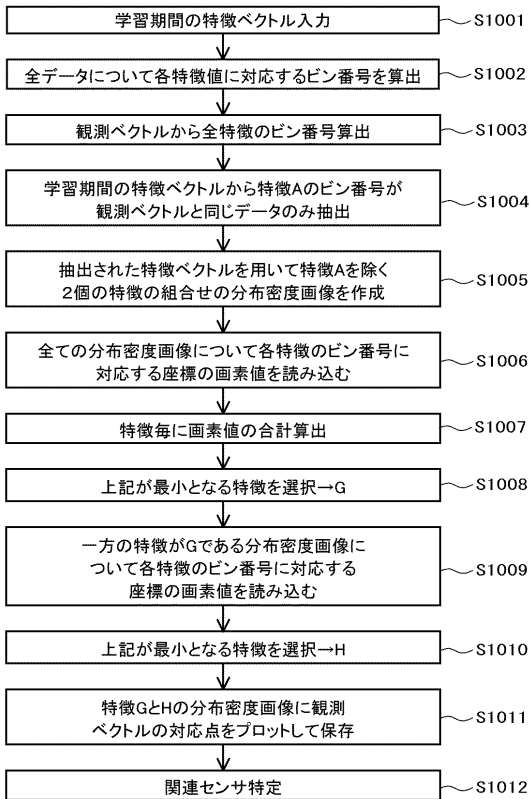 学習期間の特徴ベクトル入力
S1001
全データについて各特徴値に対応するビン番号を算出
S1002
観測ベクトルから全特徴のビン番号算出
S1003
学習期間の特徴ベクトルから特徴Aのビン番号が
観測ベクトルと同じデータのみ抽出
S1004
抽出された特徴ベクトルを用いて特徴Aを除く
2個の特徴の組合せの分布密度画像を作成
S1005
全ての分布密度画像について各特徴のビン番号に
対応する座標の画素値を読み込む
S1006
特徴毎に画素値の合計算出
S1007
上記が最小となる特徴を選択→G
S1008
一方の特徴がGである分布密度画像に
ついて各特徴のビン番号に対応する
座標の画素値を読み込む
S1009
上記が最小となる特徴を選択→H
S1010
特徴GとHの分布密度画像に観測
ベクトルの対応点をプロットして保存
S1011
関連センサ特定
S1012